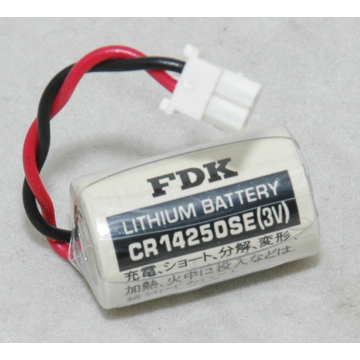 FDK
LITHIUM BATTERY
CR14250SE(3V)
充電、ショート、分解、変形、
加熱、火中に投入などは